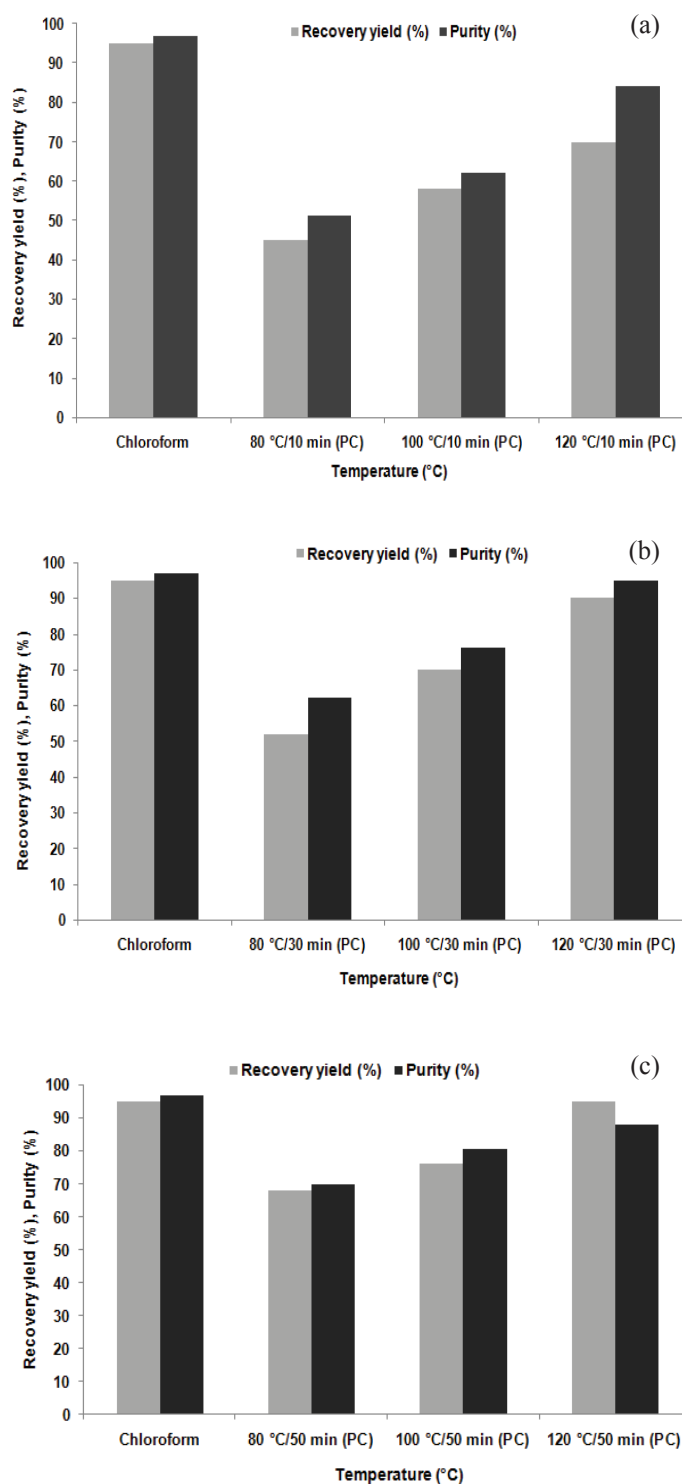 (a)
Recovery yield (%) Purity (%)
Recovery yield (%), Purity (%)
100
90
80
70
60
50
40
30
20
10
0
Chloroform 80 °C/10 min (PC) 100 °C/10 min (PC) 120 °C/10 min (PC)
Temperature (°C)
(b)
Recovery yield (%) Purity (%)
Recovery yield (%), Purity (%)
100
90
80
70
60
50
40
30
20
10
0
Chloroform 80 °C/30 min (PC) 100 °C/30 min (PC) 120 °C/30 min (PC)
Temperature (°C)
(c)
Recovery yield (%) Purity (%)
Recovery yield (%), Purity (%)
100
90
80
70
60
50
40
30
20
10
0
Chloroform 80 °C/50 min (PC) 100 °C/50 min (PC) 120 °C/50 min (PC)
Temperature (°C)